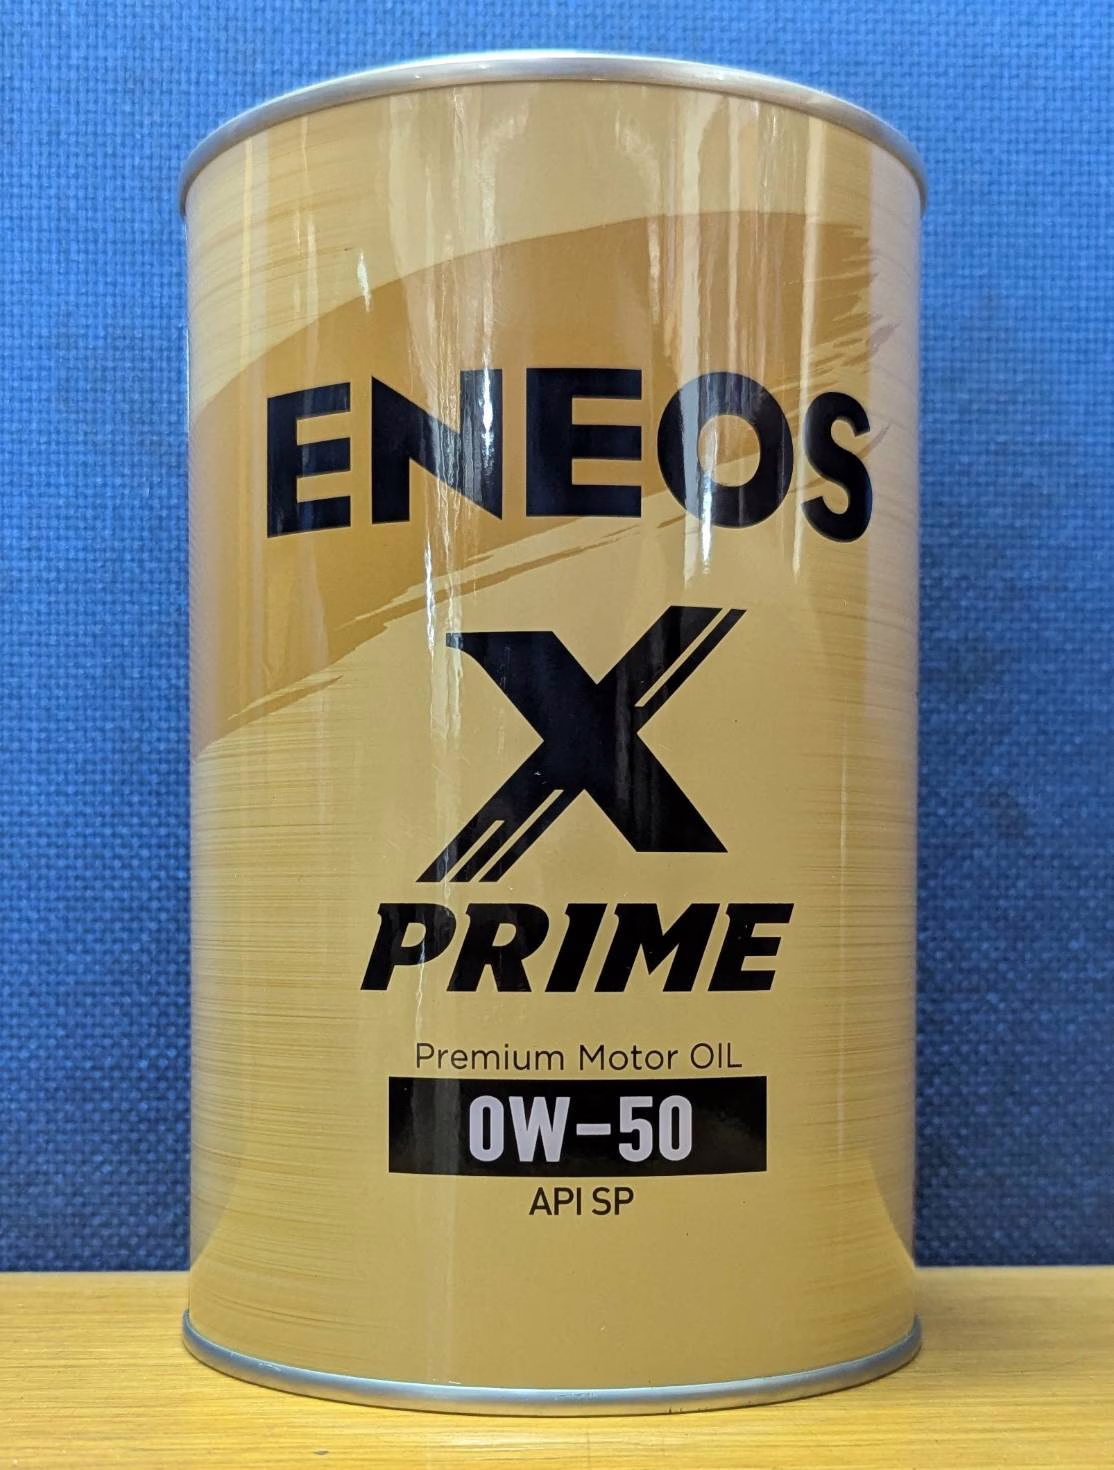 ENEOS
X
PRIME
Premium Motor OIL
0W-50
API SP